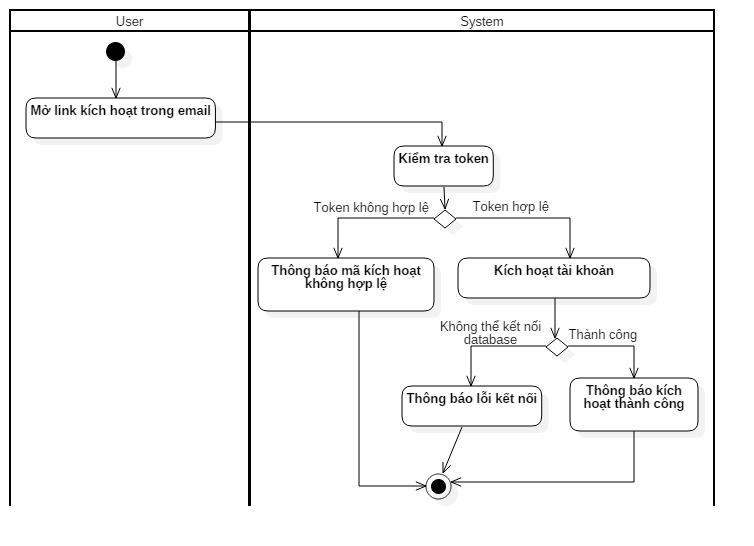 User
System
Mở link kích hoạt trong email
Kiểm tra token
Token không hợp lệ
Token hợp lệ
Thông báo mã kích hoạt
không hợp lệ
Kích hoạt tài khoản
Không thể kết nối
database
Thành công
Thông báo lỗi kết nối
Thông báo kích
hoạt thành công